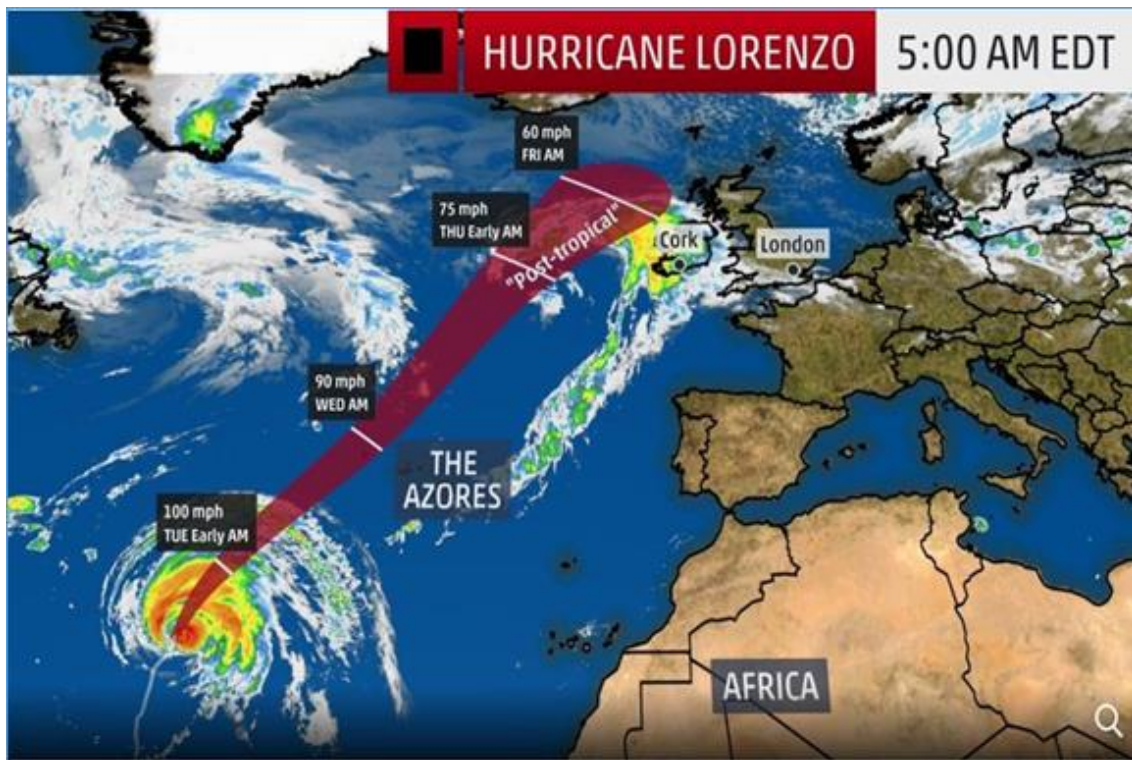 HURRICANE LORENZO
5:00 AM EDT
60 mph
FRI AM
75 mph
THU Early AM
"Post-tropical"
Cork
London
90 mph
WED AM
THE
AZORES
100 mph
TUE Early AM
AFRICA